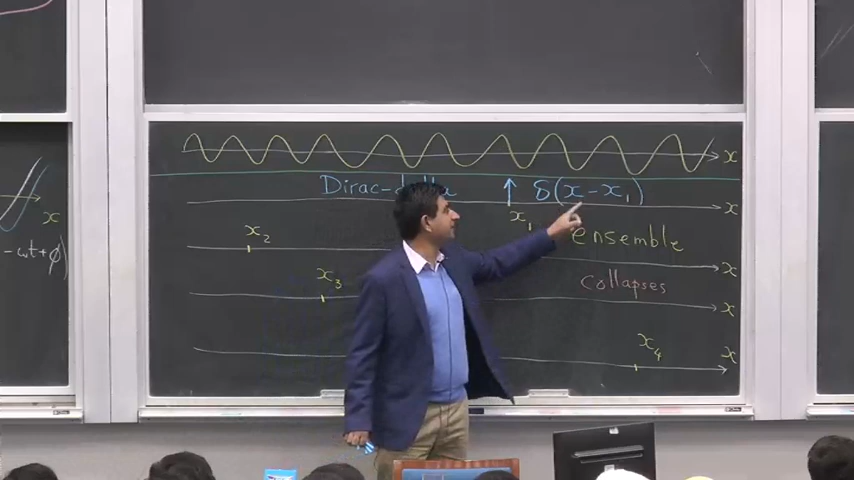 x
x
Dirac-delta δ(x-x₁)
x
x₁
x₂ ensemble
x
x₃ collapses
x
x₄
x
-ωt+φ)